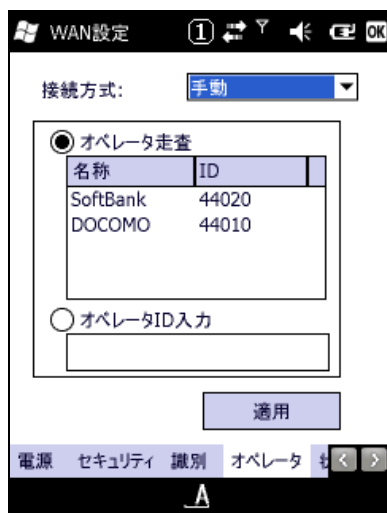 WAN設定 1 OK
接続方式: 手動
オペレータ走査
名称 ID
SoftBank 44020
DOCOMO 44010
オペレータID入力
適用
電源 セキュリティ 識別 オペレータ
A